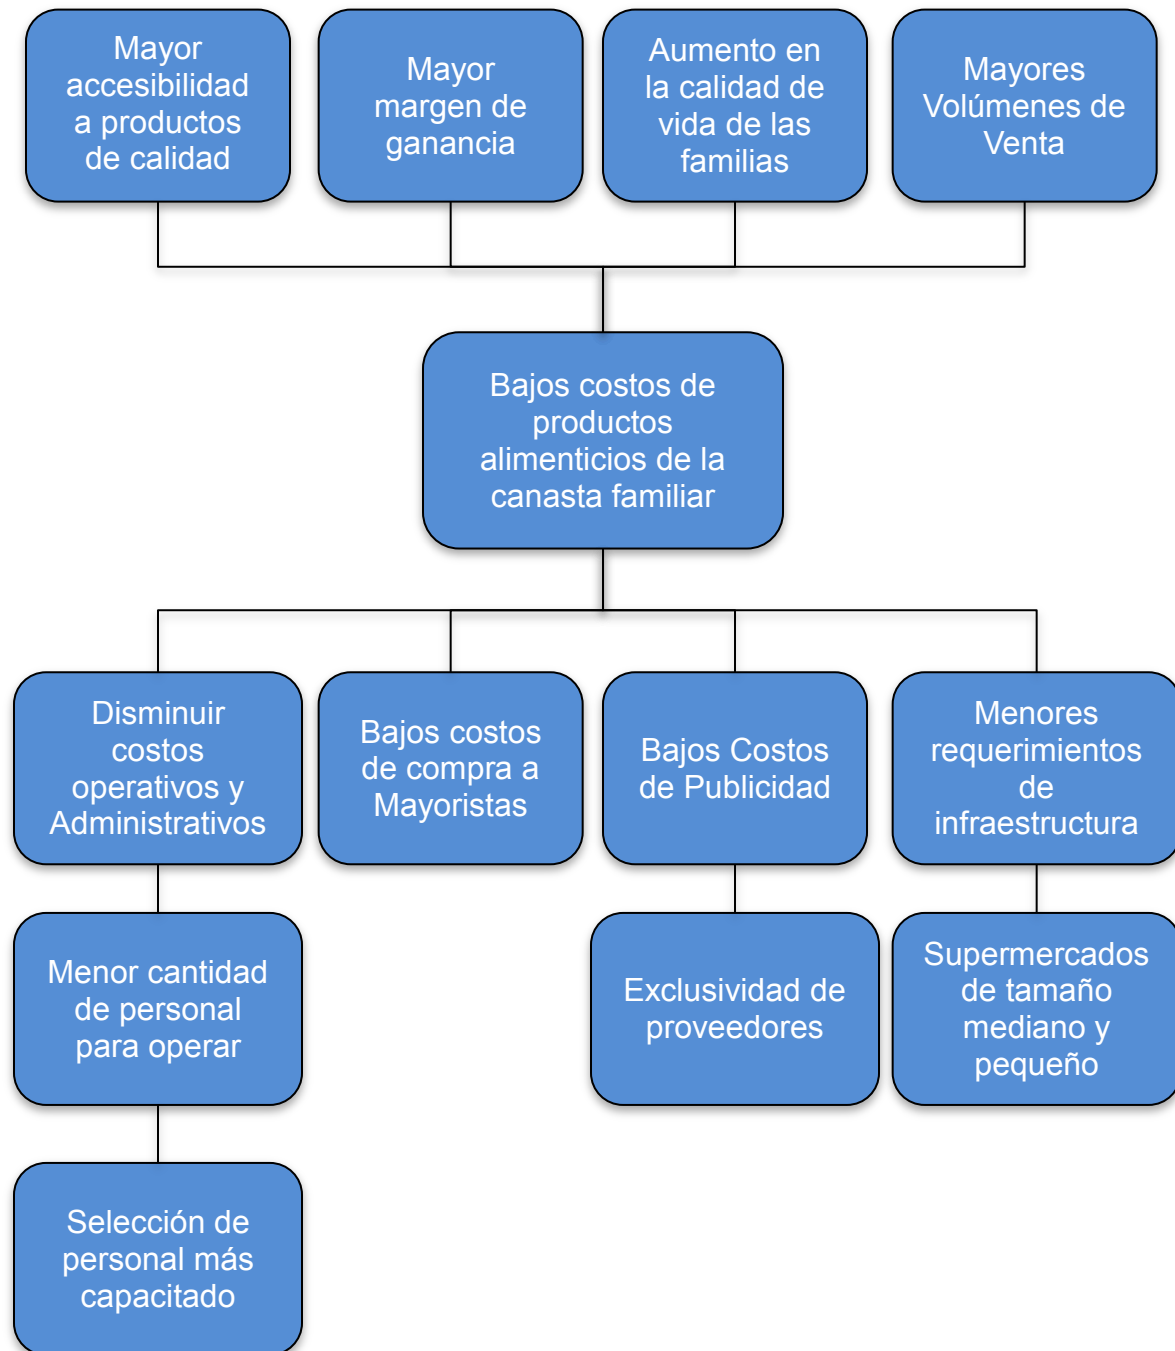 Mayor
accesibilidad
a productos
de calidad
Mayor
margen de
ganancia
Aumento en
la calidad de
vida de las
familias
Mayores
Volúmenes de
Venta
Bajos costos de
productos
alimenticios de la
canasta familiar
Disminuir
costos
operativos y
Administrativos
Bajos costos
de compra a
Mayoristas
Bajos Costos
de Publicidad
Menores
requerimientos
de
infraestructura
Menor cantidad
de personal
para operar
Exclusividad de
proveedores
Supermercados
de tamaño
mediano y
pequeño
Selección de
personal más
capacitado